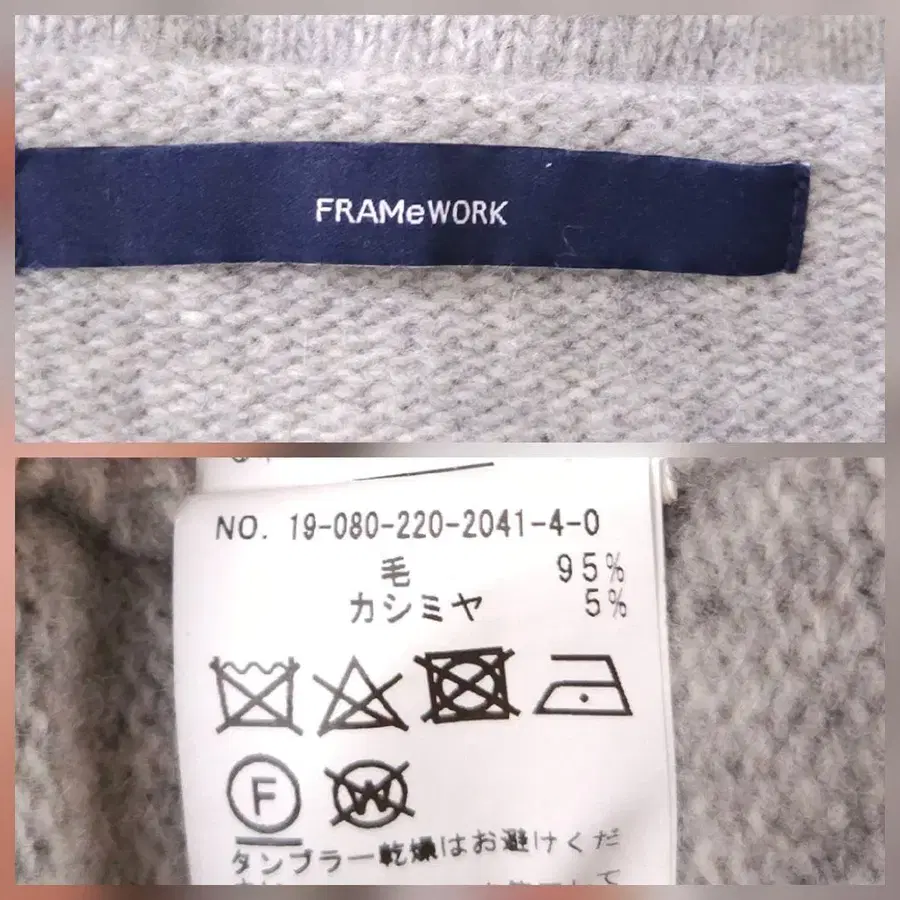 FRAMeWORK
NO. 19-080-220-2041-4-0
毛 95%
カシミヤ 5%
F
W
タンブラー乾燥はお避けくだ